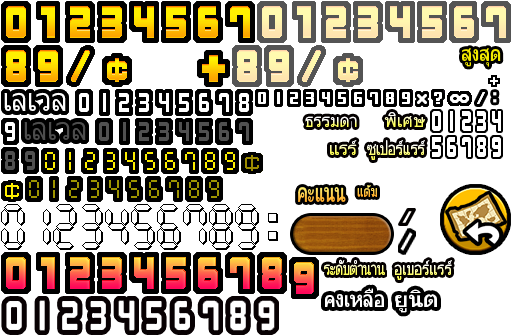 01234567 01234567
89/¢ +89/¢ สูงสุด
+
เลเวล 012345678 0123456789×?∞/:
9 เลเวล 01234567 ธรรมดา พิเศษ 01234
89 0123456789¢ แรร์ ซูเปอร์แรร์ 56789
¢ 0123456789
คะแนน แต้ม
0 123456789: /
/
0123456789 ระดับตำนาน อูเบอร์แรร์
0123456789 คงเหลือ ยูนิต